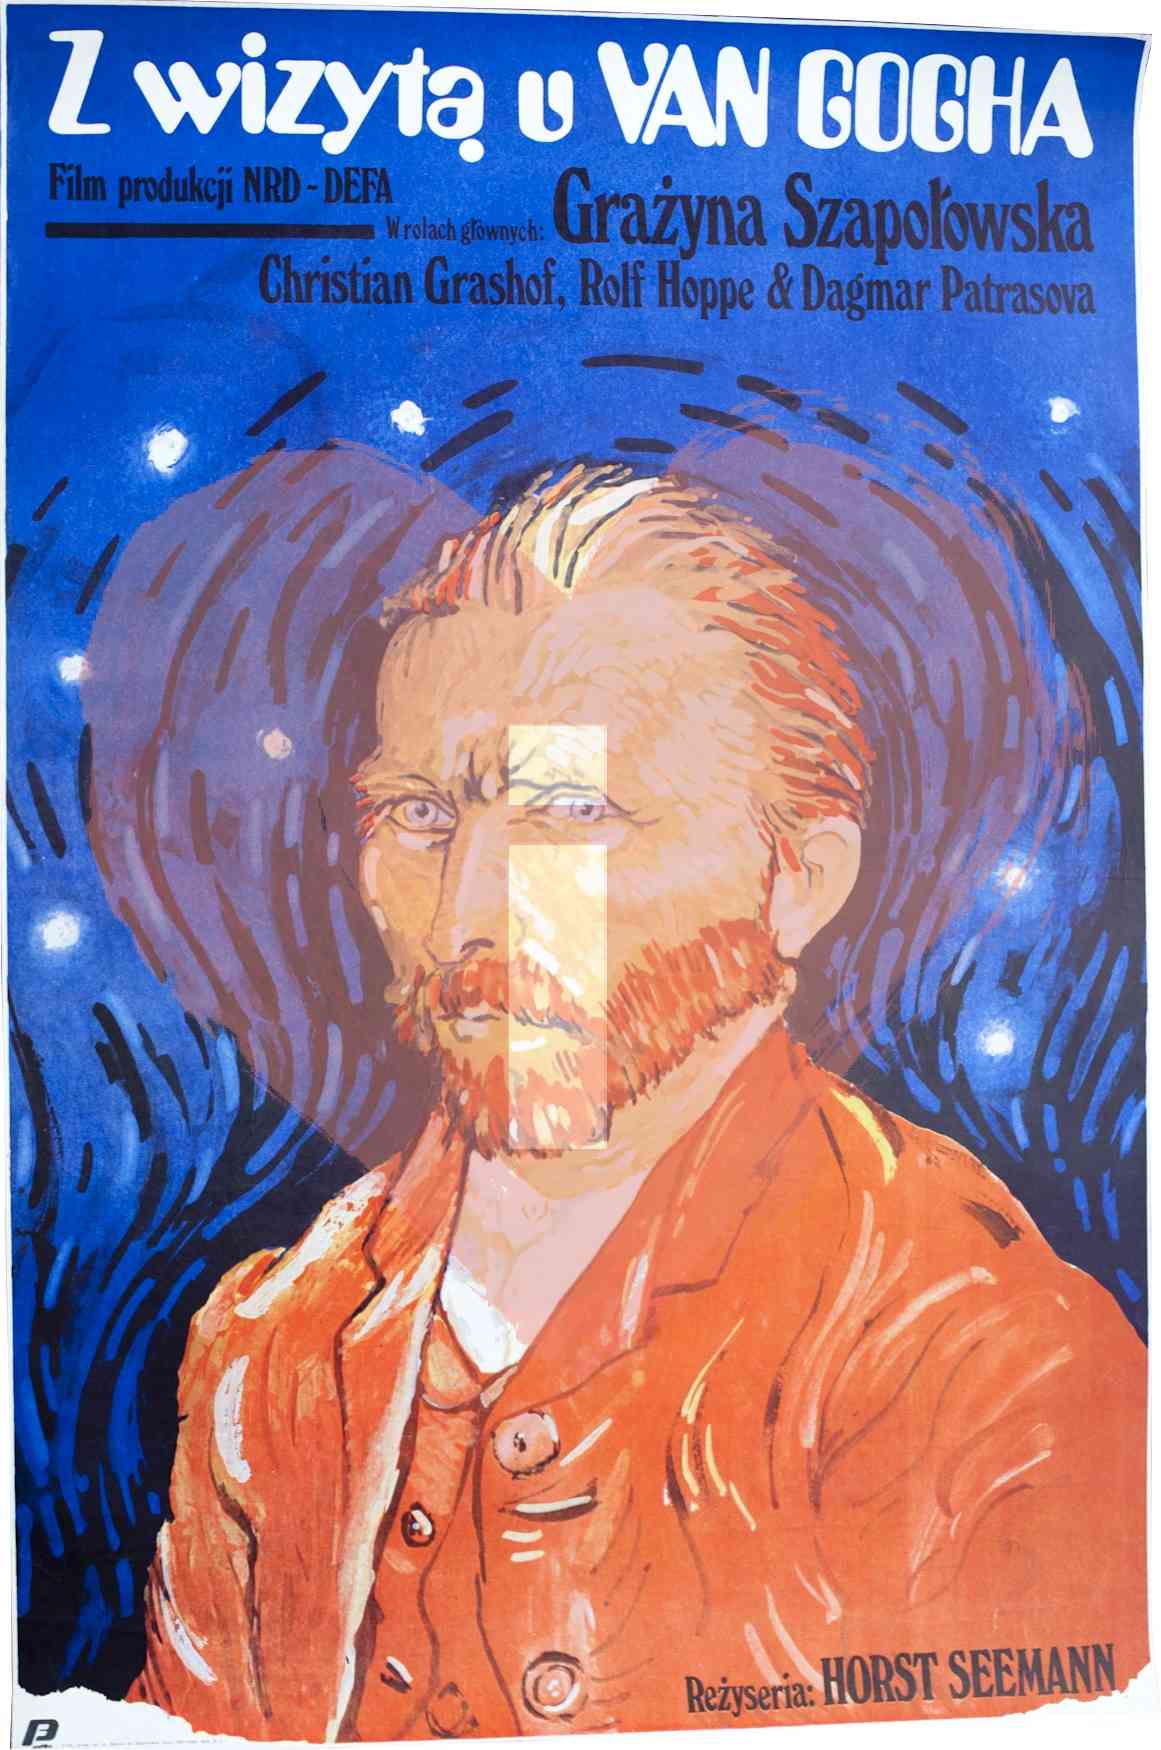 Z wizytą u VAN GOGHA
Film produkcji NRD - DEFA
W rolach głównych: Grażyna Szapołowska
Christian Grashof, Rolf Hoppe & Dagmar Patrasova
i
Reżyseria: HORST SEEMANN